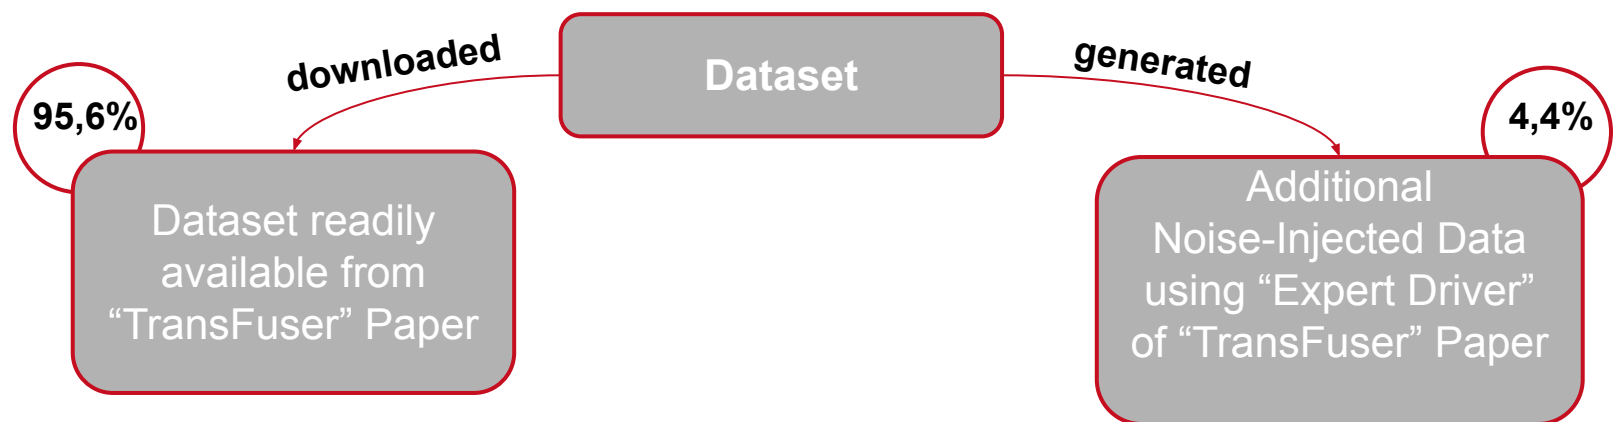 Dataset
downloaded
generated
95,6%
Dataset readily
available from
“TransFuser” Paper
4,4%
Additional
Noise-Injected Data
using “Expert Driver”
of “TransFuser” Paper